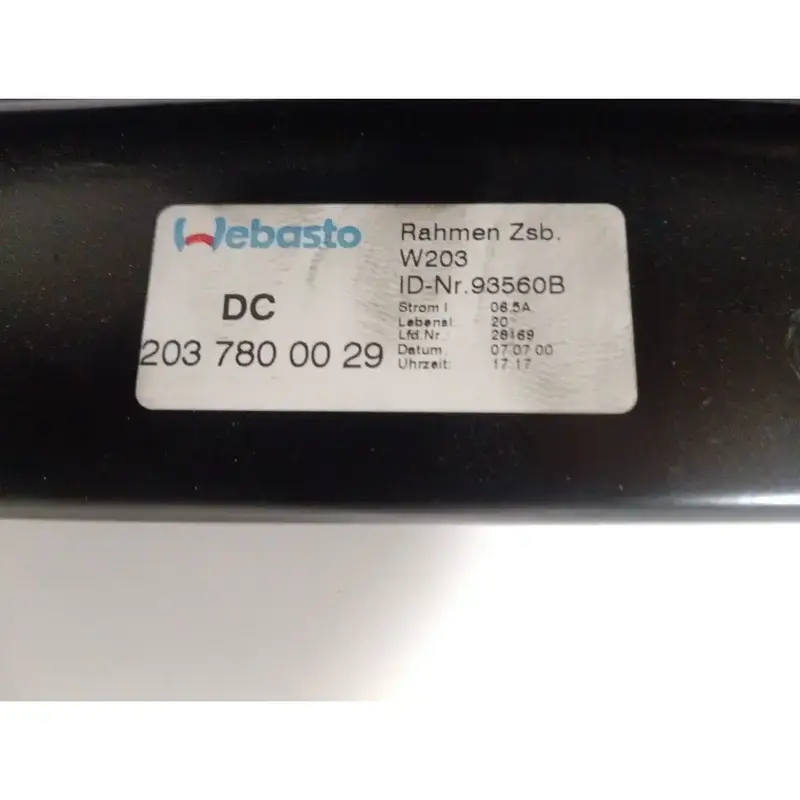 Webasto
DC
203 780 00 29
Rahmen Zsb.
W203
ID-Nr.93560B
Strom I 06.5A
Lebensl. 20
Lfd.Nr.: 28169
Datum: 07.07.00
Uhrzeit: 17:17